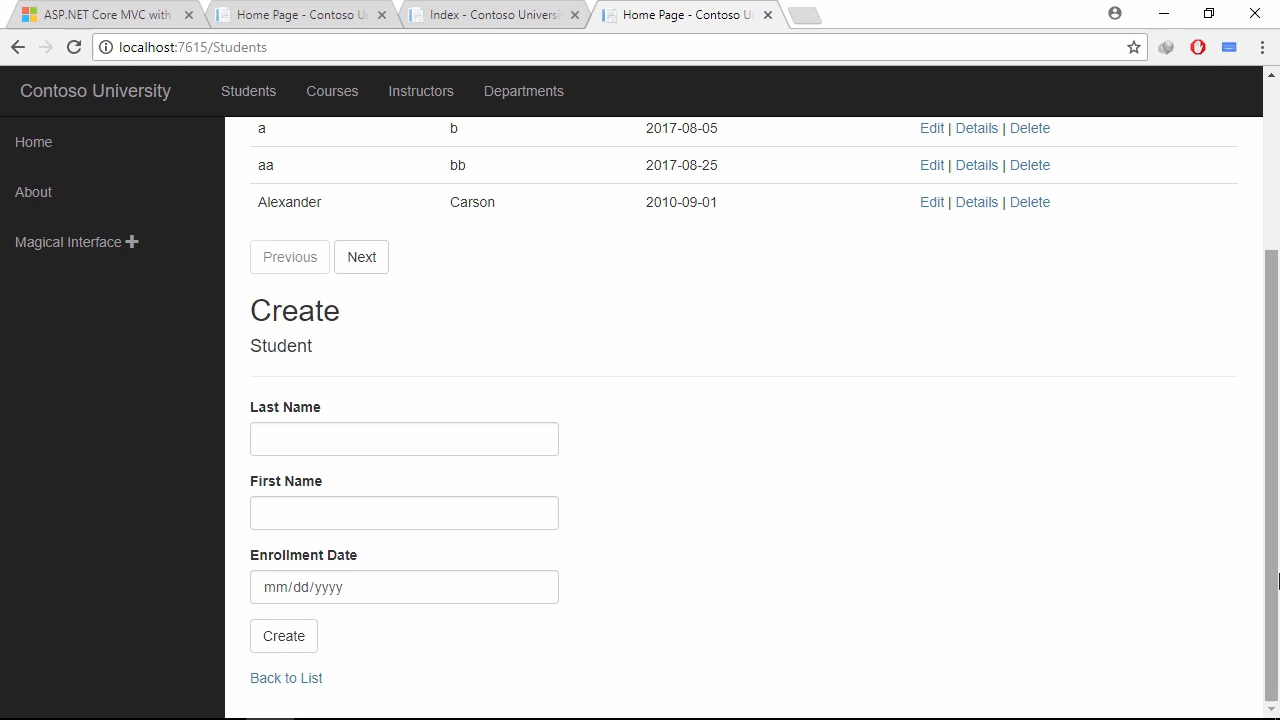 ASP.NET Core MVC with
Home Page - Contoso Un
Index - Contoso Universi
Home Page - Contoso Un
localhost:7615/Students
Contoso University Students Courses Instructors Departments
Home
About
Magical Interface
a b 2017-08-05 Edit | Details | Delete
aa bb 2017-08-25 Edit | Details | Delete
Alexander Carson 2010-09-01 Edit | Details | Delete
Previous Next
Create
Student
Last Name
First Name
Enrollment Date
mm/dd/yyyy
Create
Back to List